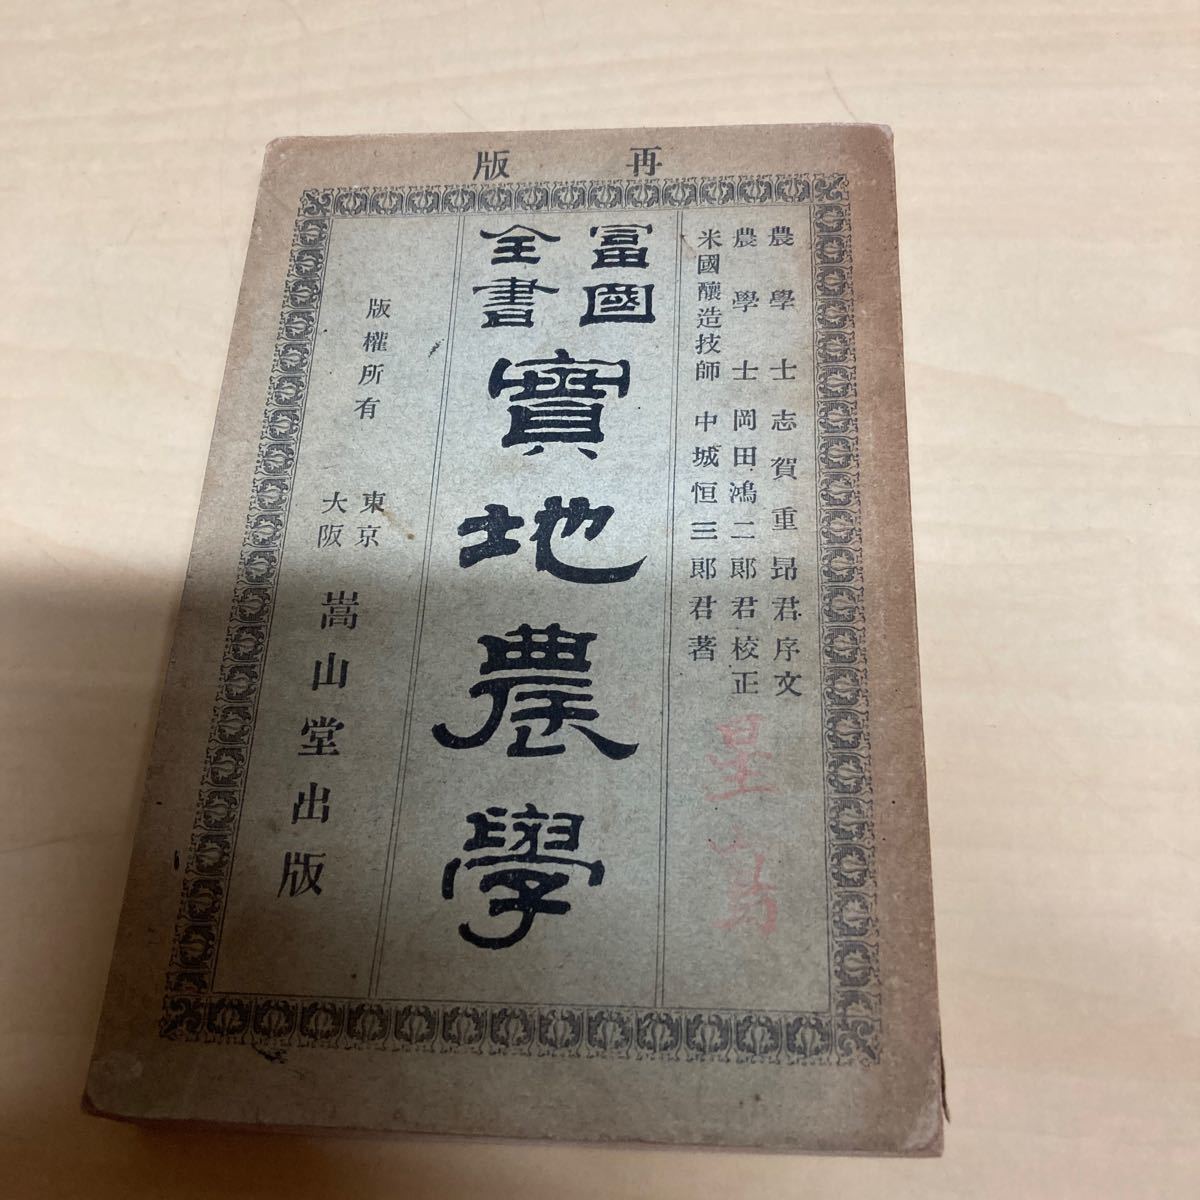 再版
農學士志賀重昂君序文
農學士岡田鴻二郎君校正
米國釀造技師 中城恒三郎君著
富國
全書
實地農學
版權所有
東京
大阪
嵩山堂出版